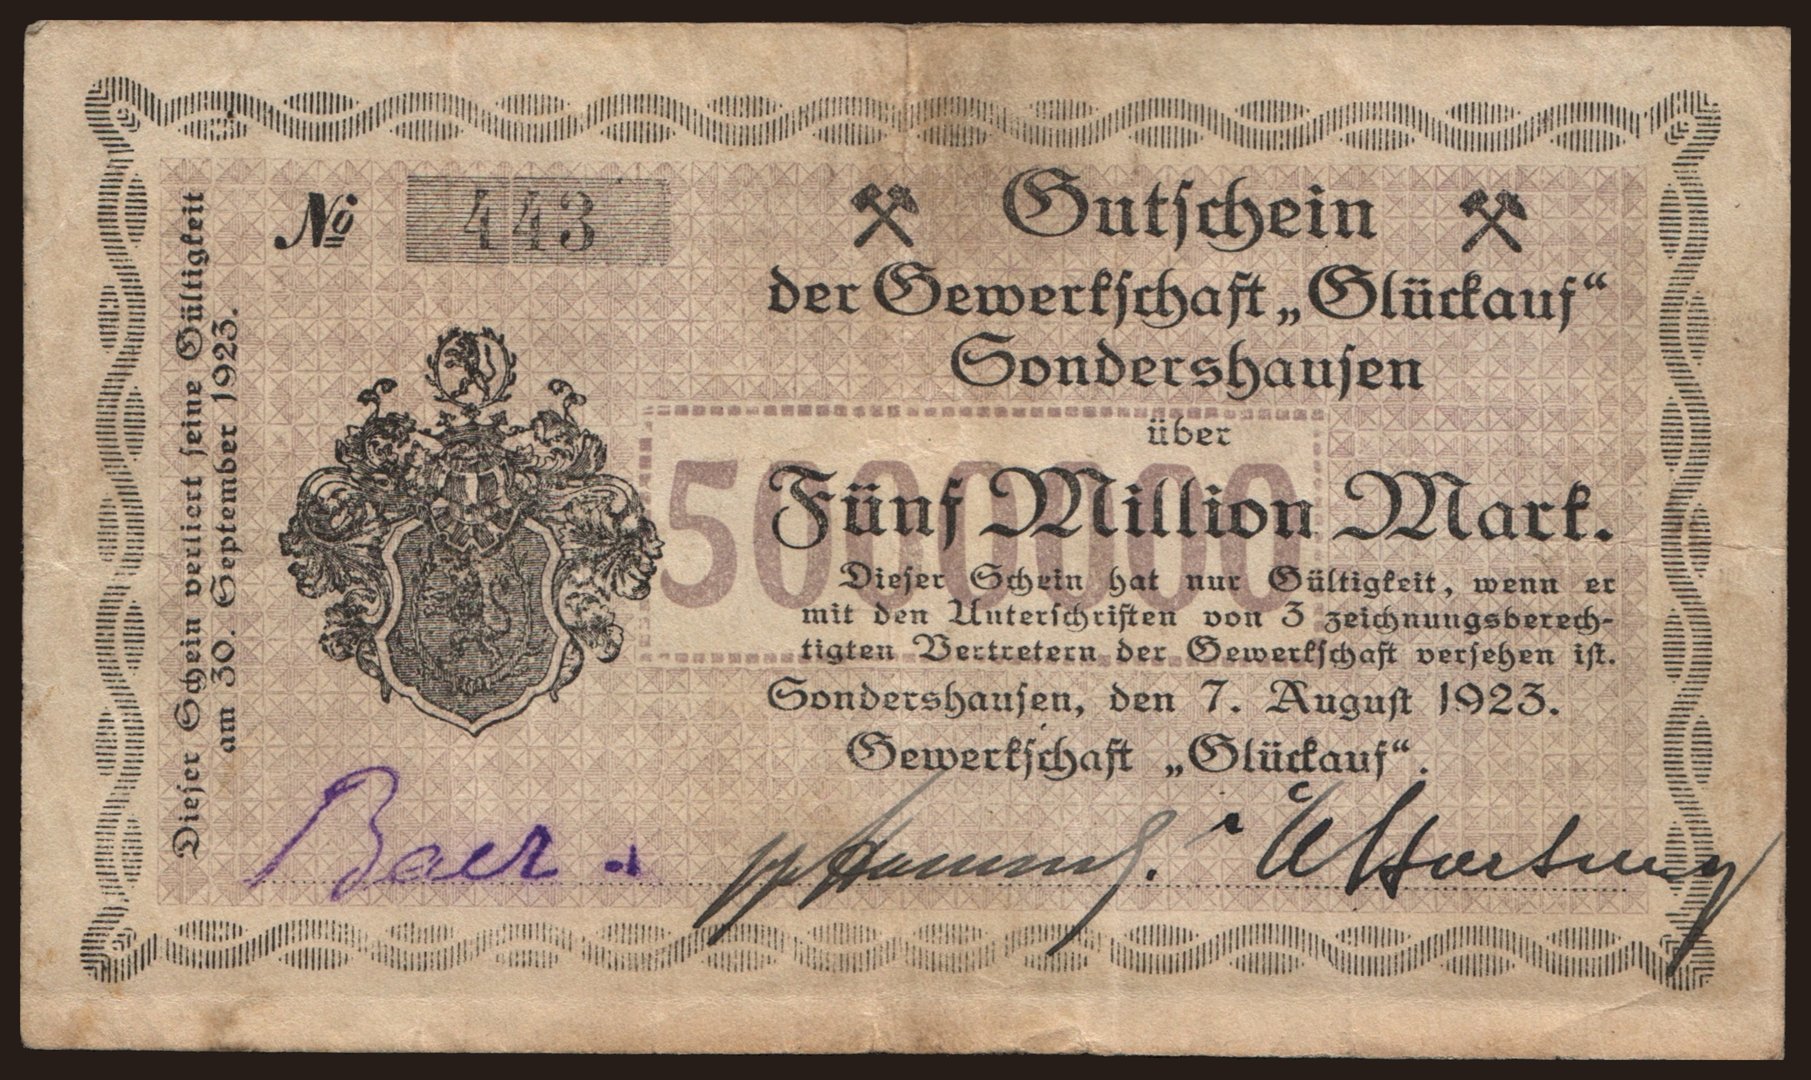 Dieser Schein verliert seine Gültigkeit
am 30. September 1923.
№ 443
Gutschein
der Gewerkschaft „Glückauf“
Sondershausen
über
5000000
Fünf Million Mark.
Dieser Schein hat nur Gültigkeit, wenn er
mit den Unterschriften von 3 zeichnungsberech-
tigten Vertretern der Gewerkschaft versehen ist.
Sondershausen, den 7. August 1923.
Gewerkschaft „Glückauf“.
Baer.